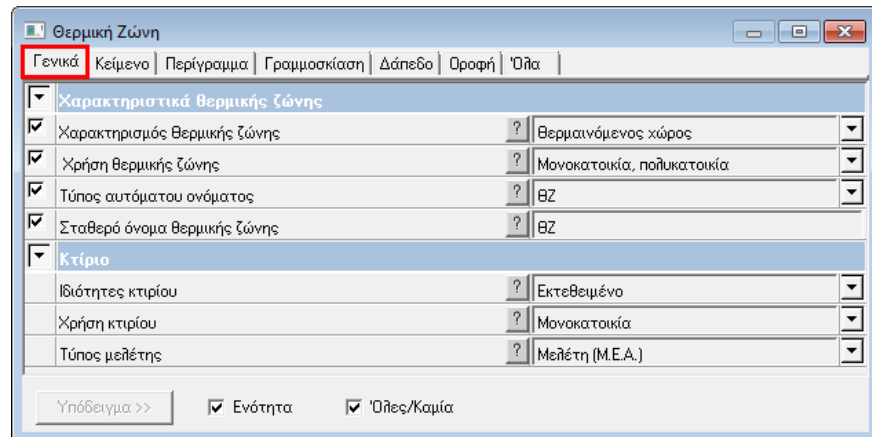 Θερμική Ζώνη
Γενικά Κείμενο Περίγραμμα Γραμμοσκίαση Δάπεδο Οροφή Όλα
Χαρακτηριστικά θερμικής ζώνης
Χαρακτηρισμός θερμικής ζώνης ? Θερμαινόμενος χώρος
Χρήση θερμικής ζώνης ? Μονοκατοικία, πολυκατοικία
Τύπος αυτόματου ονόματος ? ΘΖ
Σταθερό όνομα θερμικής ζώνης ? ΘΖ
Κτίριο
Ιδιότητες κτιρίου ? Εκτεθειμένο
Χρήση κτιρίου ? Μονοκατοικία
Τύπος μελέτης ? Μελέτη (Μ.Ε.Α.)
Υπόδειγμα >> Ενότητα Όλες/Καμία